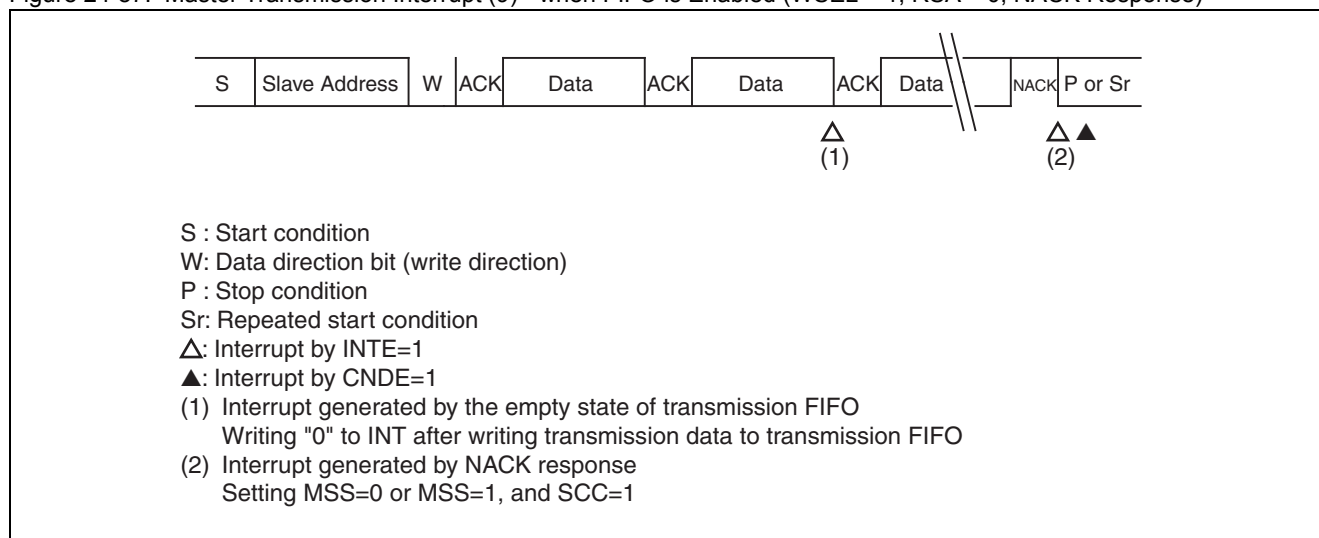 S Slave Address W ACK Data ACK Data ACK Data NACK P or Sr
△ △ ▲
(1) (2)
S : Start condition
W: Data direction bit (write direction)
P : Stop condition
Sr: Repeated start condition
△: Interrupt by INTE=1
▲: Interrupt by CNDE=1
(1) Interrupt generated by the empty state of transmission FIFO
Writing "0" to INT after writing transmission data to transmission FIFO
(2) Interrupt generated by NACK response
Setting MSS=0 or MSS=1, and SCC=1